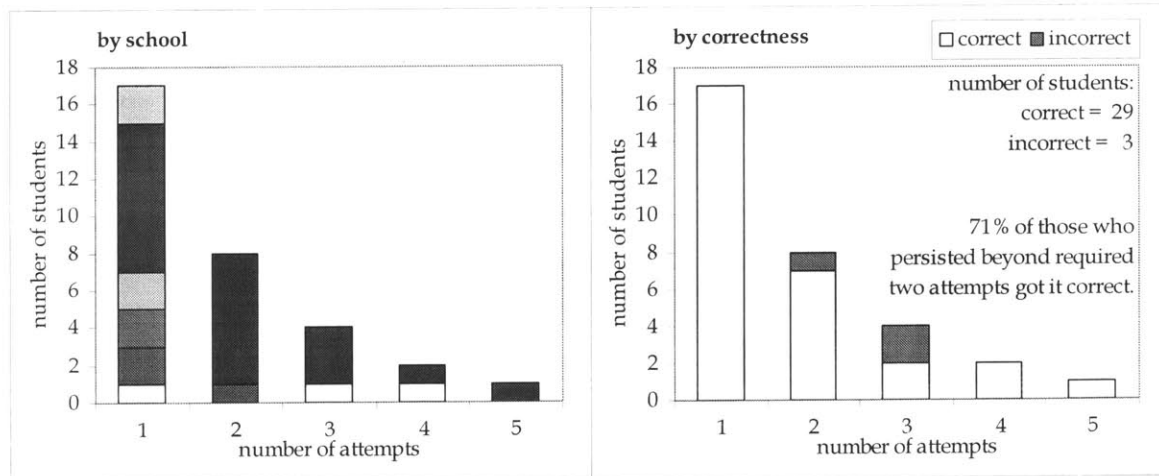 by school
18
16
14
12
10
8
6
4
2
0
number of students
1 2 3 4 5
number of attempts
by correctness
correct incorrect
18
16
14
12
10
8
6
4
2
0
number of students
number of students:
correct = 29
incorrect = 3
71% of those who
persisted beyond required
two attempts got it correct.
1 2 3 4 5
number of attempts